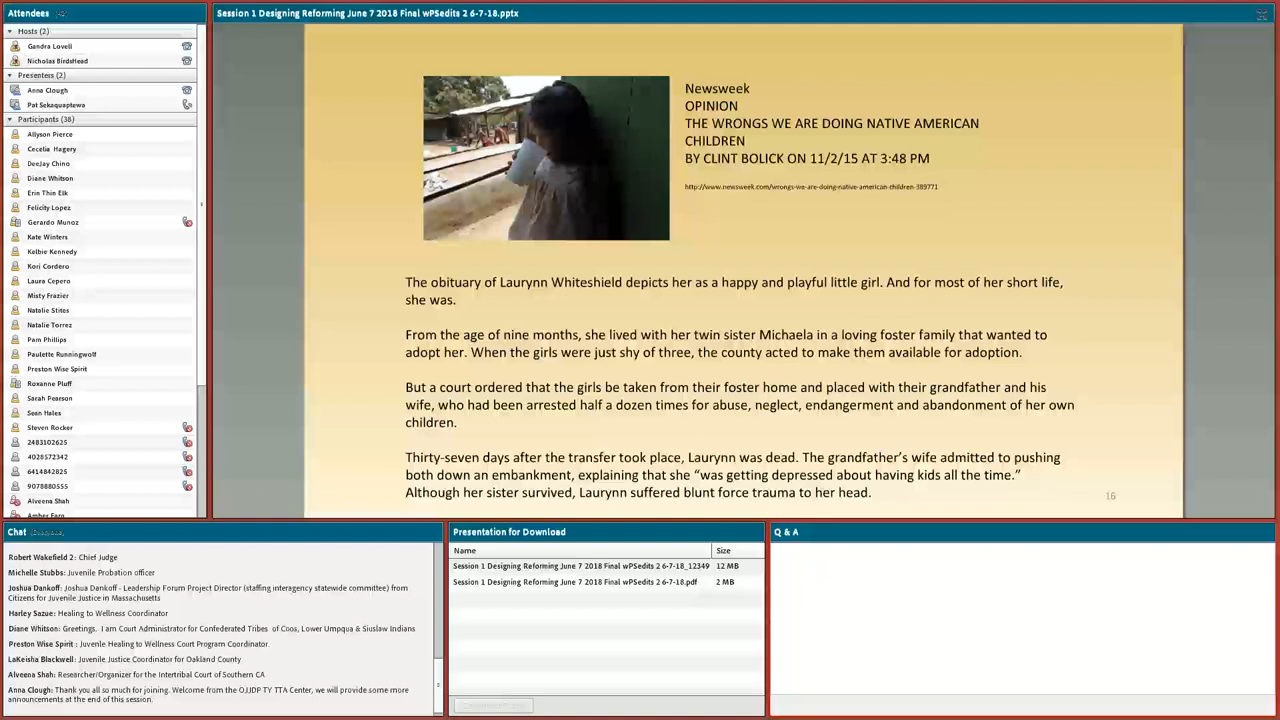 Attendees
Session 1 Designing Reforming June 7 2018 Final wPSedits 2 6-7-18.pptx
Hosts (2)
Gandra Lovell
Nicholas BirdsHead
Presenters (2)
Anna Clough
Pat Sekaquaptewa
Participants (38)
Allyson Pierce
Cecelia Hagery
DeeJay Chino
Diane Whitson
Erin Thin Elk
Felicity Lopez
Gerardo Munoz
Kate Winters
Kelbie Kennedy
Kori Cordero
Laura Cepero
Misty Frazier
Natalie Stites
Natalie Torrez
Pam Phillips
Paulette Runningwolf
Preston Wise Spirit
Roxanne Pluff
Sarah Pearson
Sean Hales
Steven Rocker
2483102625
4028572342
6414842825
9078880555
Alveena Shah
Amber Farn
Newsweek
OPINION
THE WRONGS WE ARE DOING NATIVE AMERICAN
CHILDREN
BY CLINT BOLICK ON 11/2/15 AT 3:48 PM
http://www.newsweek.com/wrongs-we-are-doing-native-american-children-389771
The obituary of Laurynn Whiteshield depicts her as a happy and playful little girl. And for most of her short life,
she was.
From the age of nine months, she lived with her twin sister Michaela in a loving foster family that wanted to
adopt her. When the girls were just shy of three, the county acted to make them available for adoption.
But a court ordered that the girls be taken from their foster home and placed with their grandfather and his
wife, who had been arrested half a dozen times for abuse, neglect, endangerment and abandonment of her own
children.
Thirty-seven days after the transfer took place, Laurynn was dead. The grandfather's wife admitted to pushing
both down an embankment, explaining that she “was getting depressed about having kids all the time.”
Although her sister survived, Laurynn suffered blunt force trauma to her head.
16
Chat (Everyone)
Robert Wakefield 2: Chief Judge
Michelle Stubbs: Juvenile Probation officer
Joshua Dankoff: Joshua Dankoff - Leadership Forum Project Director (staffing interagency statewide committee) from
Citizens for Juvenile Justice in Massachusetts
Harley Sazue: Healing to Wellness Coordinator
Diane Whitson: Greetings. I am Court Administrator for Confederated Tribes of Coos, Lower Umpqua & Siuslaw Indians
Preston Wise Spirit : Juvenle Healing to Wellness Court Program Coordinator.
LaKeisha Blackwell: Juvenile Justice Coordinator for Oakland County
Alveena Shah: Researcher/Organizer for the Intertribal Court of Southern CA
Anna Clough: Thank you all so much for joining. Welcome from the OJJDP TY TTA Center, we will provide some more
announcements at the end of this session.
Presentation for Download
Name Size
Session 1 Designing Reforming June 7 2018 Final wPSedits 2 6-7-18_12349 12 MB
Session 1 Designing Reforming June 7 2018 Final wPSedits 2 6-7-18.pdf 2 MB
Q & A